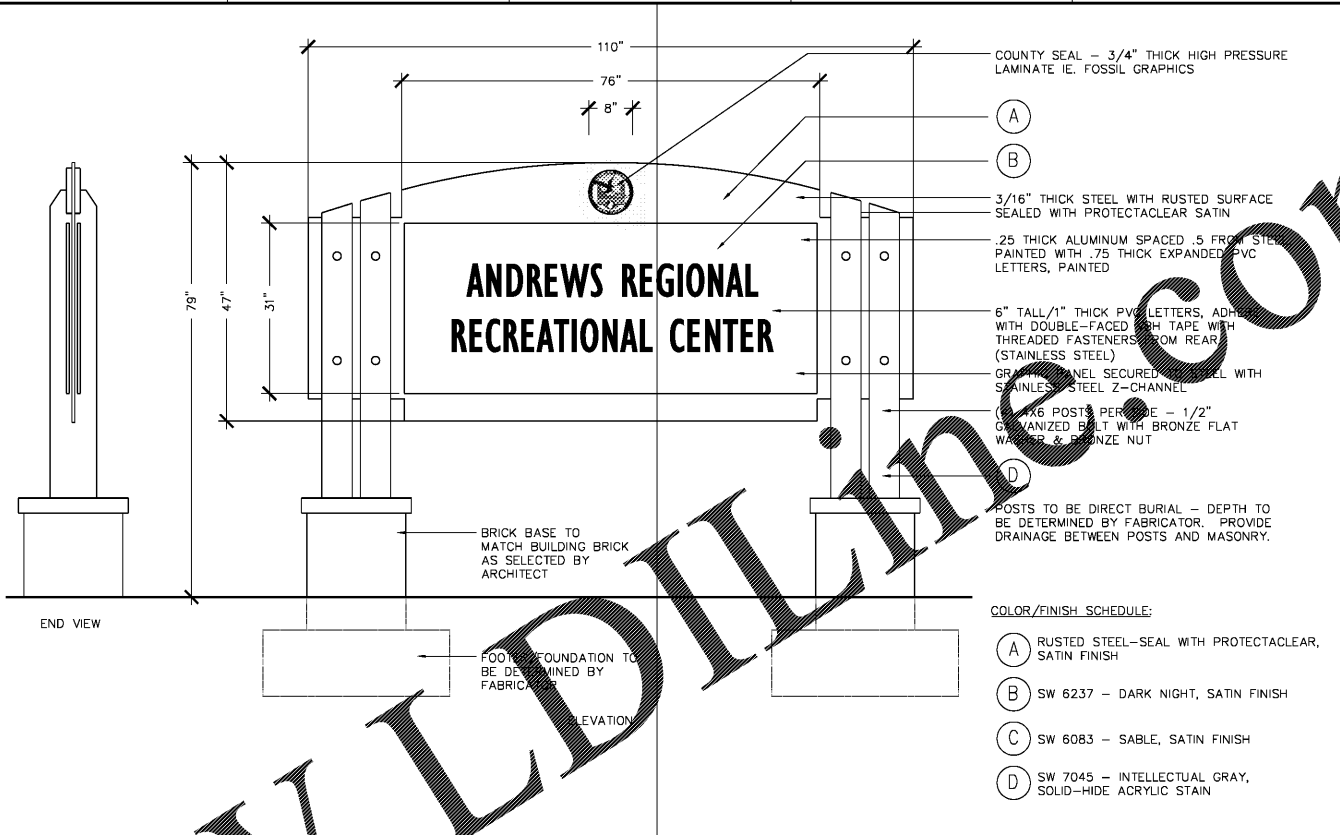 110"
76"
8"
79"
47"
31"
ANDREWS REGIONAL
RECREATIONAL CENTER
COUNTY SEAL – 3/4" THICK HIGH PRESSURE
LAMINATE IE. FOSSIL GRAPHICS
A
B
3/16" THICK STEEL WITH RUSTED SURFACE
SEALED WITH PROTECTACLEAR SATIN
.25 THICK ALUMINUM SPACED .5 FROM STEEL,
PAINTED WITH .75 THICK EXPANDED PVC
LETTERS, PAINTED
6" TALL/1" THICK PVC LETTERS, ADHERE
WITH DOUBLE-FACED VBH TAPE WITH
THREADED FASTENERS FROM REAR
(STAINLESS STEEL)
GRAPHIC PANEL SECURED TO STEEL WITH
STAINLESS STEEL Z-CHANNEL
4X6 POSTS PER SIDE – 1/2"
GALVANIZED BOLT WITH BRONZE FLAT
WASHER & BRONZE NUT
D
POSTS TO BE DIRECT BURIAL – DEPTH TO
BE DETERMINED BY FABRICATOR. PROVIDE
DRAINAGE BETWEEN POSTS AND MASONRY.
BRICK BASE TO
MATCH BUILDING BRICK
AS SELECTED BY
ARCHITECT
END VIEW
FOOTER/FOUNDATION TO
BE DETERMINED BY
FABRICATOR
ELEVATION
COLOR/FINISH SCHEDULE:
A RUSTED STEEL-SEAL WITH PROTECTACLEAR,
SATIN FINISH
B SW 6237 – DARK NIGHT, SATIN FINISH
C SW 6083 – SABLE, SATIN FINISH
D SW 7045 – INTELLECTUAL GRAY,
SOLID-HIDE ACRYLIC STAIN
LDILine.com